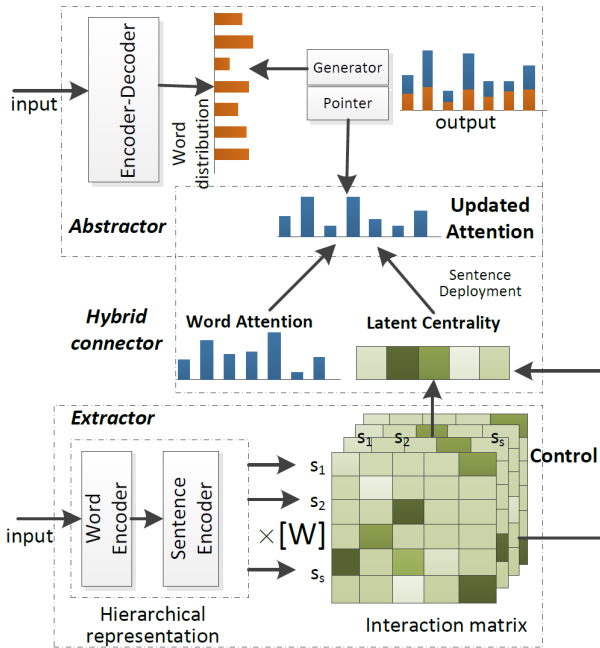 Encoder-Decoder
input
Word
distribution
Generator
Pointer
output
Abstractor
Updated
Attention
Sentence
Deployment
Hybrid
connector
Word Attention
Latent Centrality
Extractor
Control
input
Word
Encoder
Sentence
Encoder
s1
s2
ss
×[W]
s1
s2
ss
Hierarchical
representation
Interaction matrix